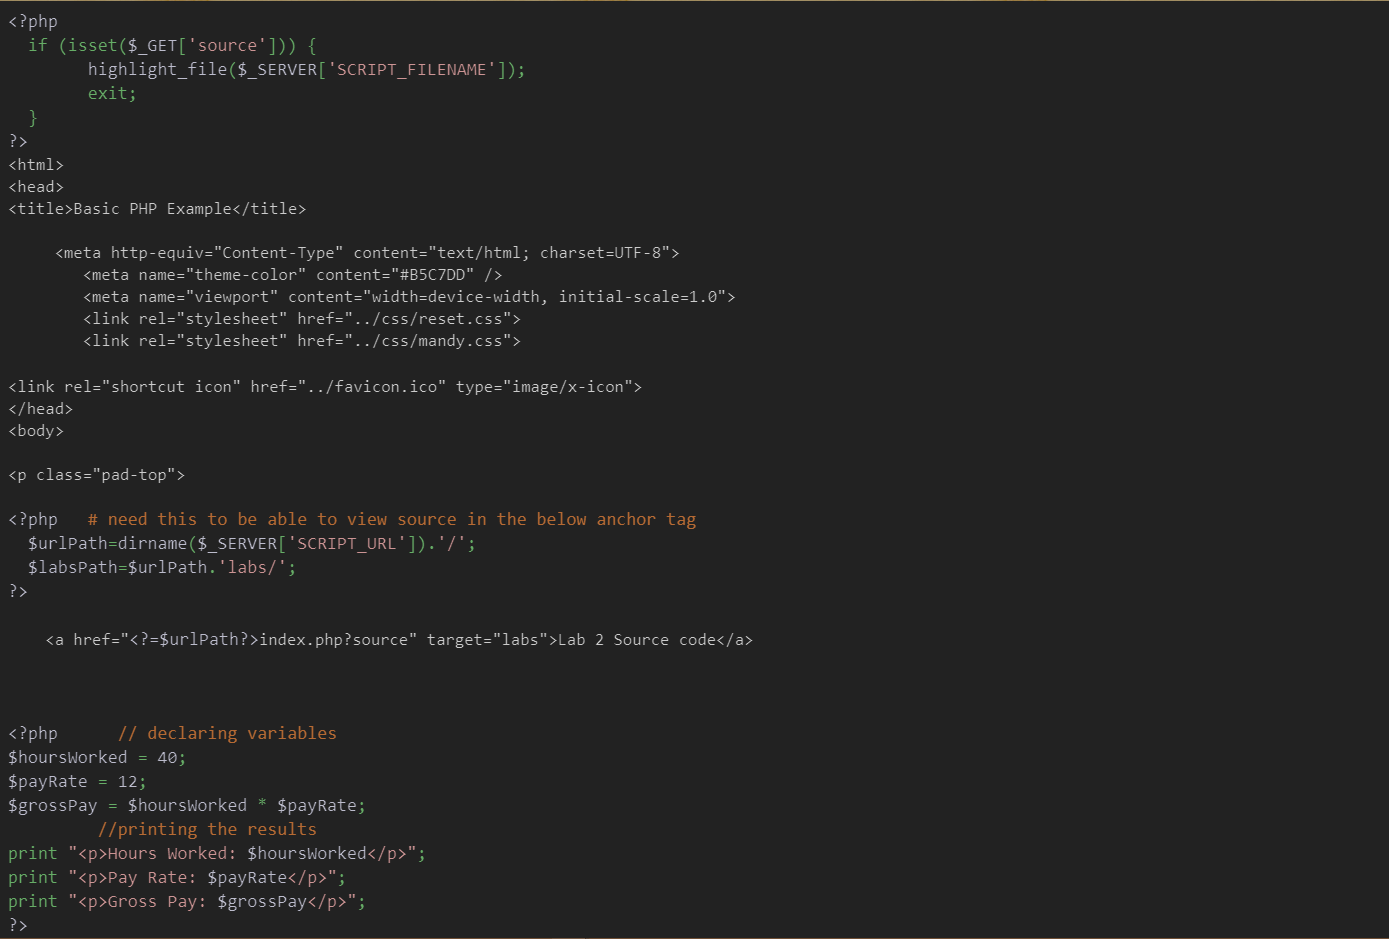 <?php
if (isset($_GET['source'])) {
highlight_file($_SERVER['SCRIPT_FILENAME']);
exit;
}
?>
<html>
<head>
<title>Basic PHP Example</title>
<meta http-equiv="Content-Type" content="text/html; charset=UTF-8">
<meta name="theme-color" content="#B5C7DD" />
<meta name="viewport" content="width=device-width, initial-scale=1.0">
<link rel="stylesheet" href="../css/reset.css">
<link rel="stylesheet" href="../css/mandy.css">
<link rel="shortcut icon" href="../favicon.ico" type="image/x-icon">
</head>
<body>
<p class="pad-top">
<?php # need this to be able to view source in the below anchor tag
$urlPath=dirname($_SERVER['SCRIPT_URL']).'/';
$labsPath=$urlPath.'labs/';
?>
<a href="<?=$urlPath?>index.php?source" target="labs">Lab 2 Source code</a>
<?php // declaring variables
$hoursWorked = 40;
$payRate = 12;
$grossPay = $hoursWorked * $payRate;
//printing the results
print "<p>Hours Worked: $hoursWorked</p>";
print "<p>Pay Rate: $payRate</p>";
print "<p>Gross Pay: $grossPay</p>";
?>